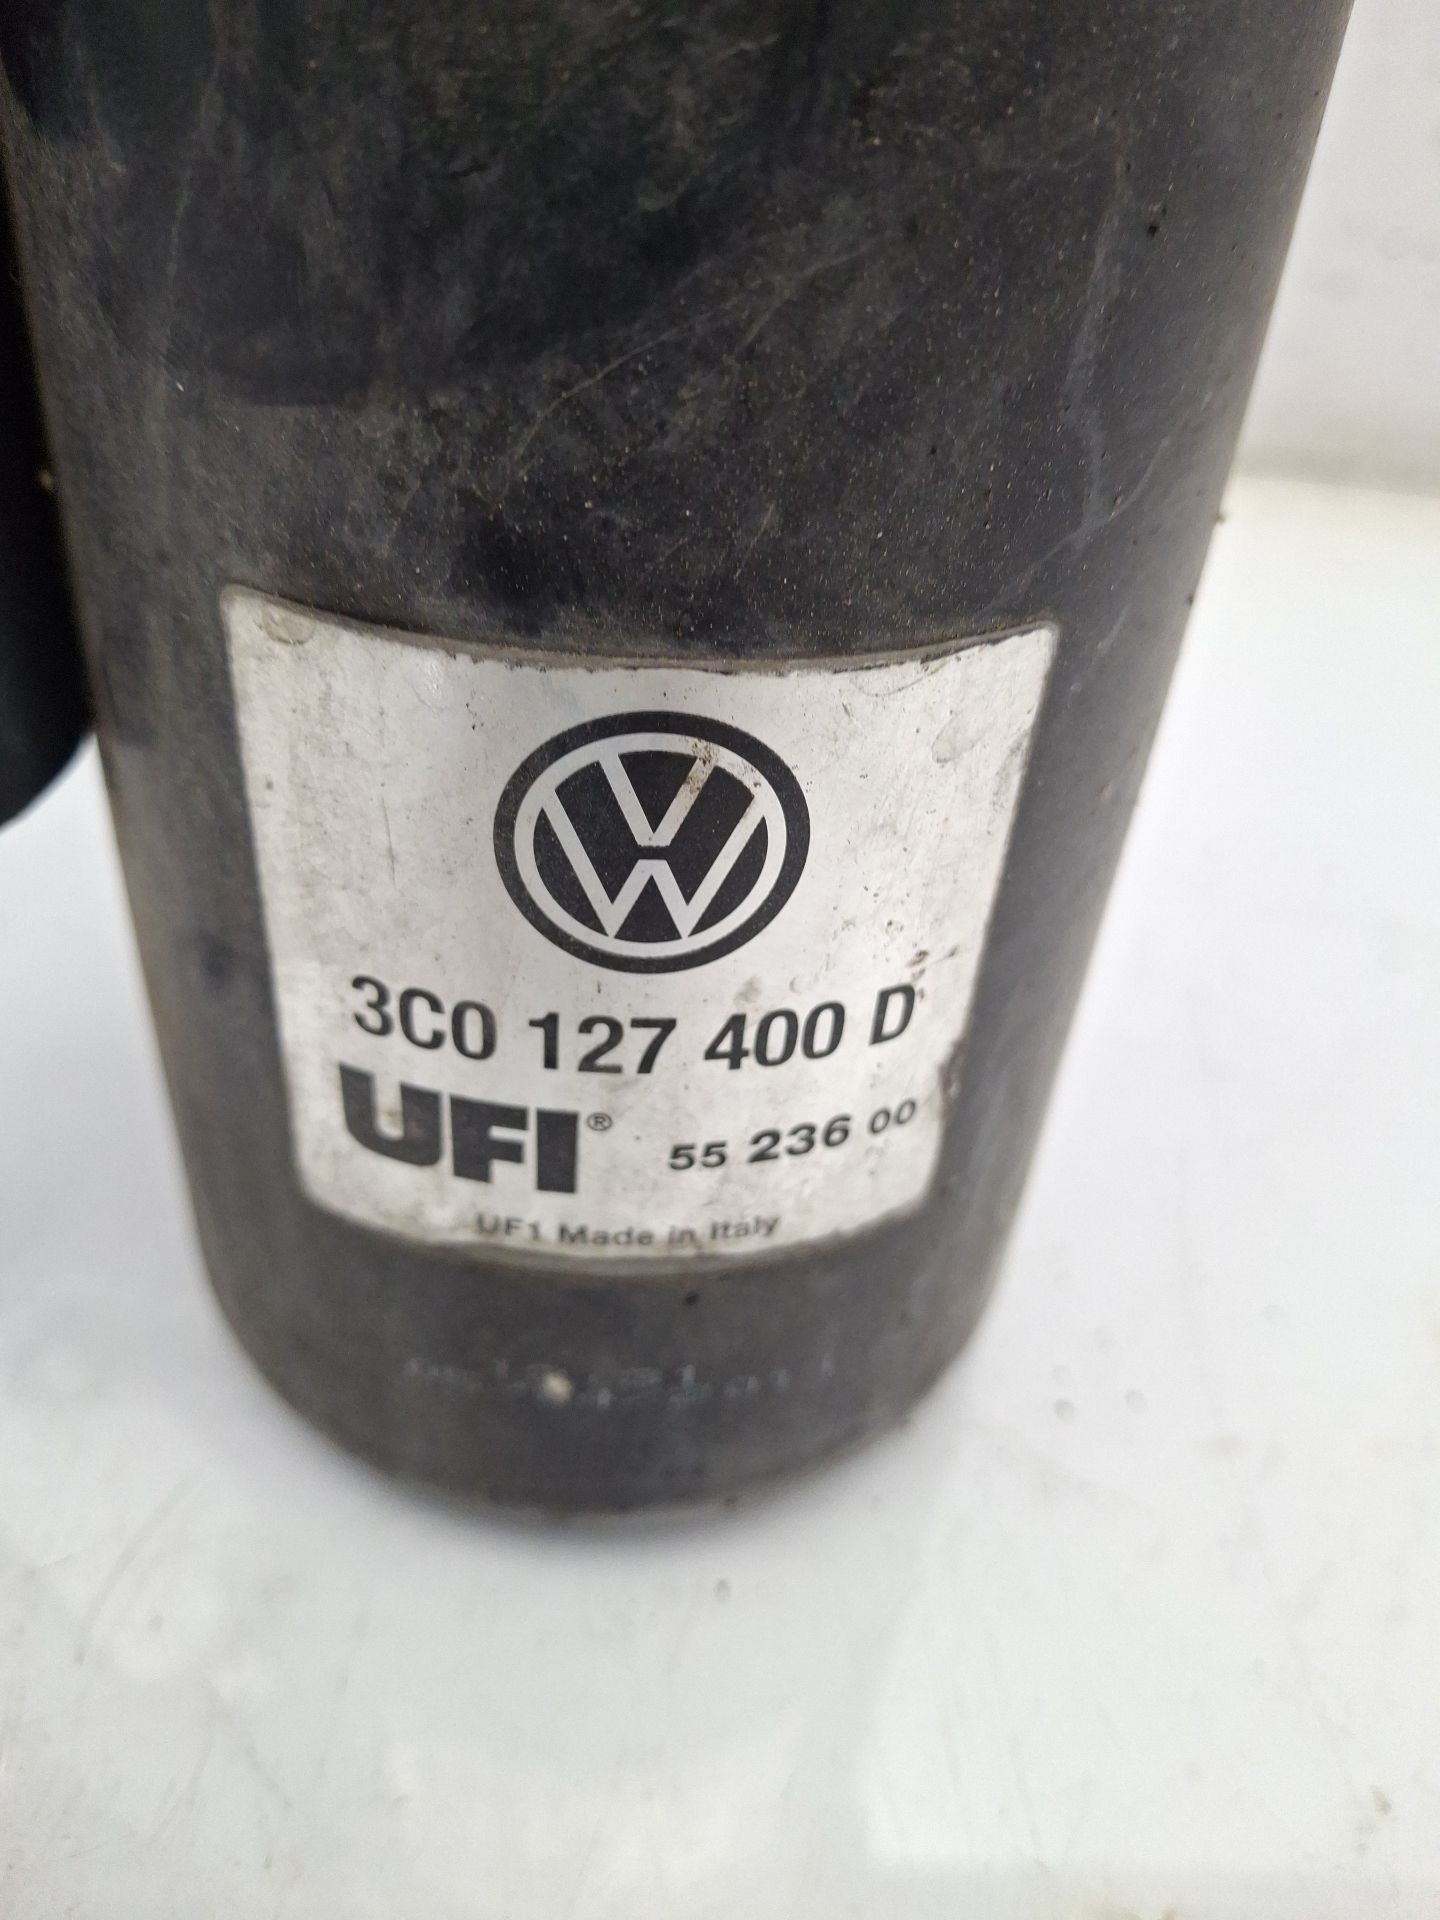 3C0 127 400 D
UFI® 55 236 00
UF1 Made in Italy